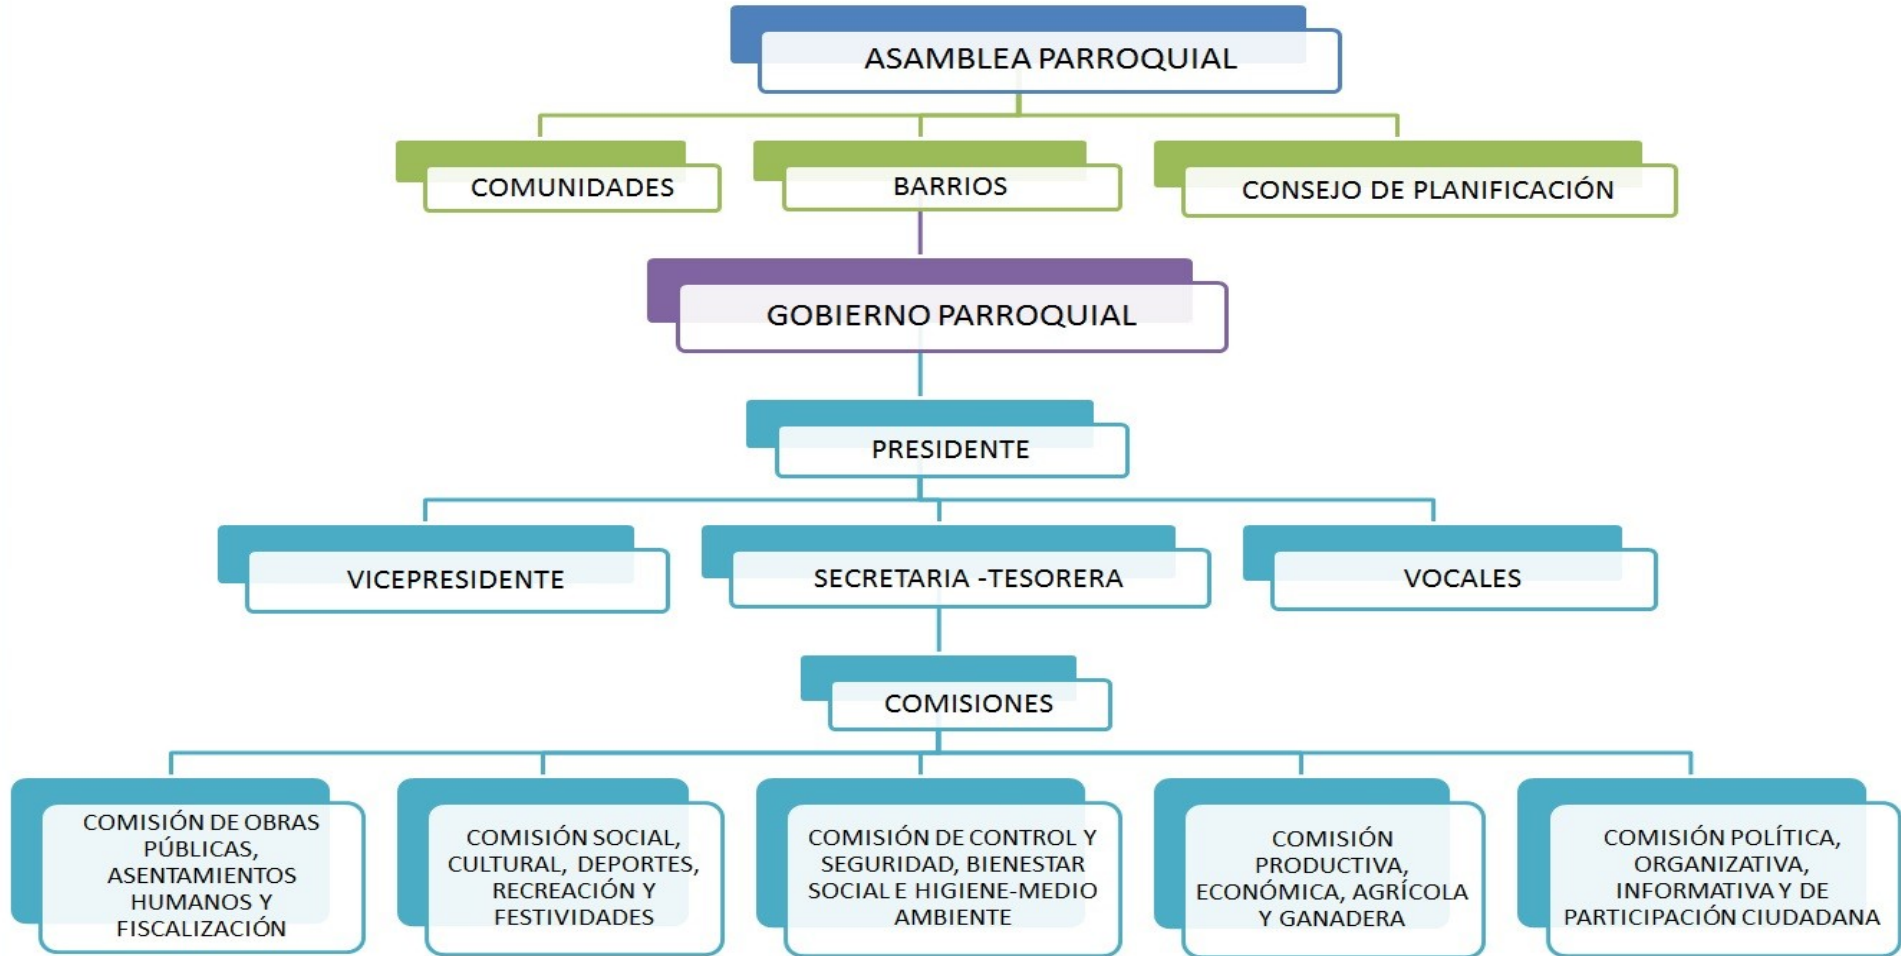 ASAMBLEA PARROQUIAL
COMUNIDADES
BARRIOS
CONSEJO DE PLANIFICACIÓN
GOBIERNO PARROQUIAL
PRESIDENTE
VICEPRESIDENTE
SECRETARIA -TESORERA
VOCALES
COMISIONES
COMISIÓN DE OBRAS
PÚBLICAS,
ASENTAMIENTOS
HUMANOS Y
FISCALIZACIÓN
COMISIÓN SOCIAL,
CULTURAL, DEPORTES,
RECREACIÓN Y
FESTIVIDADES
COMISIÓN DE CONTROL Y
SEGURIDAD, BIENESTAR
SOCIAL E HIGIENE-MEDIO
AMBIENTE
COMISIÓN
PRODUCTIVA,
ECONÓMICA, AGRÍCOLA
Y GANADERA
COMISIÓN POLÍTICA,
ORGANIZATIVA,
INFORMATIVA Y DE
PARTICIPACIÓN CIUDADANA